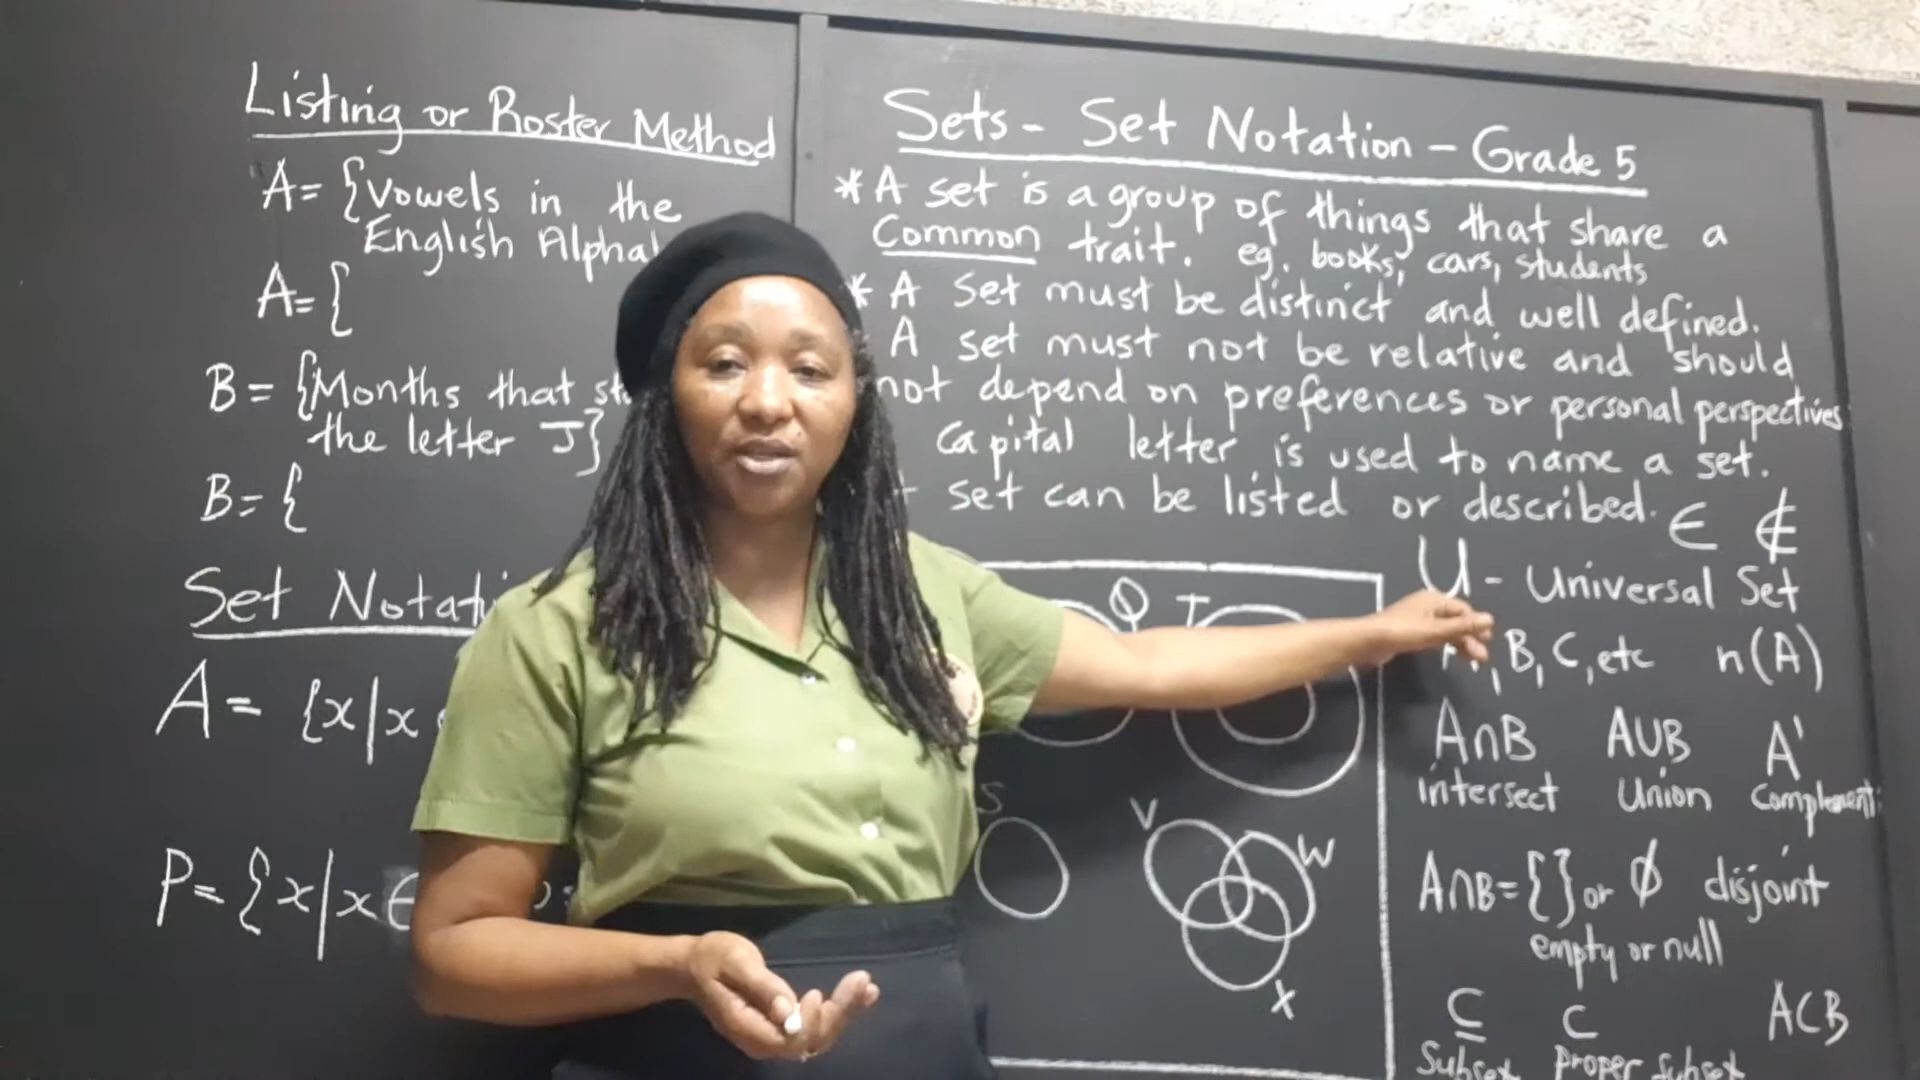 Listing or Roster Method
A= {Vowels in the
English
A= {
B = {Months that
the letter J}
B= {
Set
A= {x|x
P= {x|x ∈
Sets - Set Notation - Grade 5
* A set is a group of things that share a
Common trait. eg. books, cars, students
* A Set must be distinct and well defined.
A set must not be relative and should
not depend on preferences or personal perspectives
Capital letter is used to name a set.
set can be listed or described.
∈ ∉
U - Universal Set
B, C, etc n(A)
A∩B A∪B A'
intersect Union Complement
A∩B= { } or Ø disjoint
empty or null
⊆ ⊂ A⊂B
Subset Proper Subset
Q T
S
V W
X